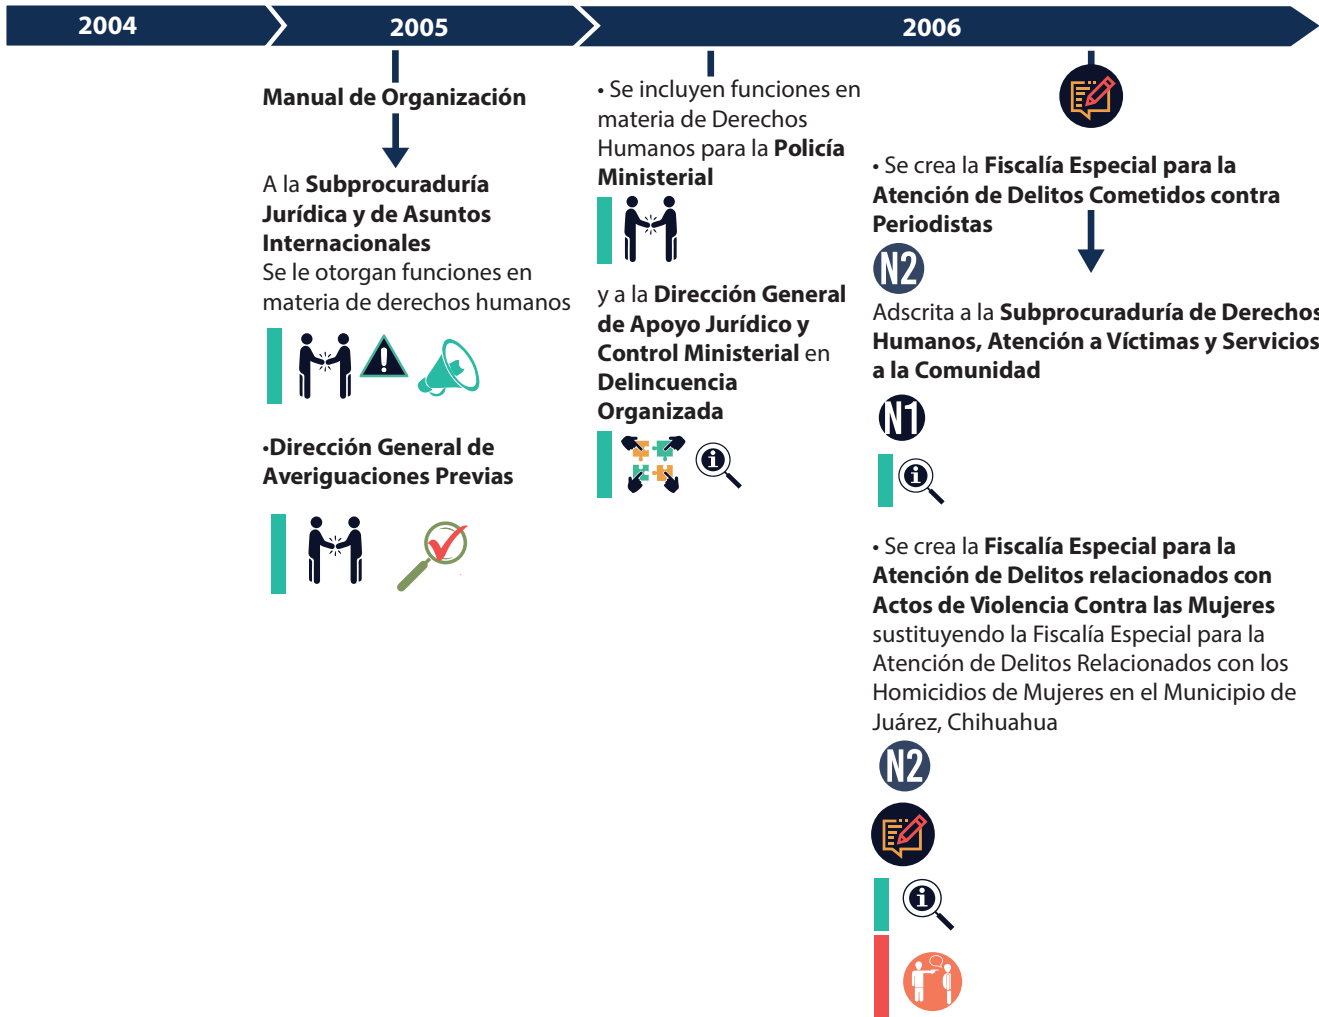 2004
2005
2006
Manual de Organización
A la Subprocuraduría
Jurídica y de Asuntos
Internacionales
Se le otorgan funciones en
materia de derechos humanos
•Dirección General de
Averiguaciones Previas
• Se incluyen funciones en
materia de Derechos
Humanos para la Policía
Ministerial
y a la Dirección General
de Apoyo Jurídico y
Control Ministerial en
Delincuencia
Organizada
• Se crea la Fiscalía Especial para la
Atención de Delitos Cometidos contra
Periodistas
N2
Adscrita a la Subprocuraduría de Derechos
Humanos, Atención a Víctimas y Servicios
a la Comunidad
N1
• Se crea la Fiscalía Especial para la
Atención de Delitos relacionados con
Actos de Violencia Contra las Mujeres
sustituyendo la Fiscalía Especial para la
Atención de Delitos Relacionados con los
Homicidios de Mujeres en el Municipio de
Juárez, Chihuahua
N2